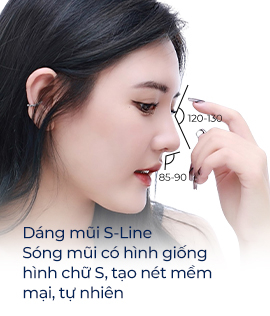 120-130
85-90
Dáng mũi S-Line
Sóng mũi có hình giống
hình chữ S, tạo nét mềm
mại, tự nhiên